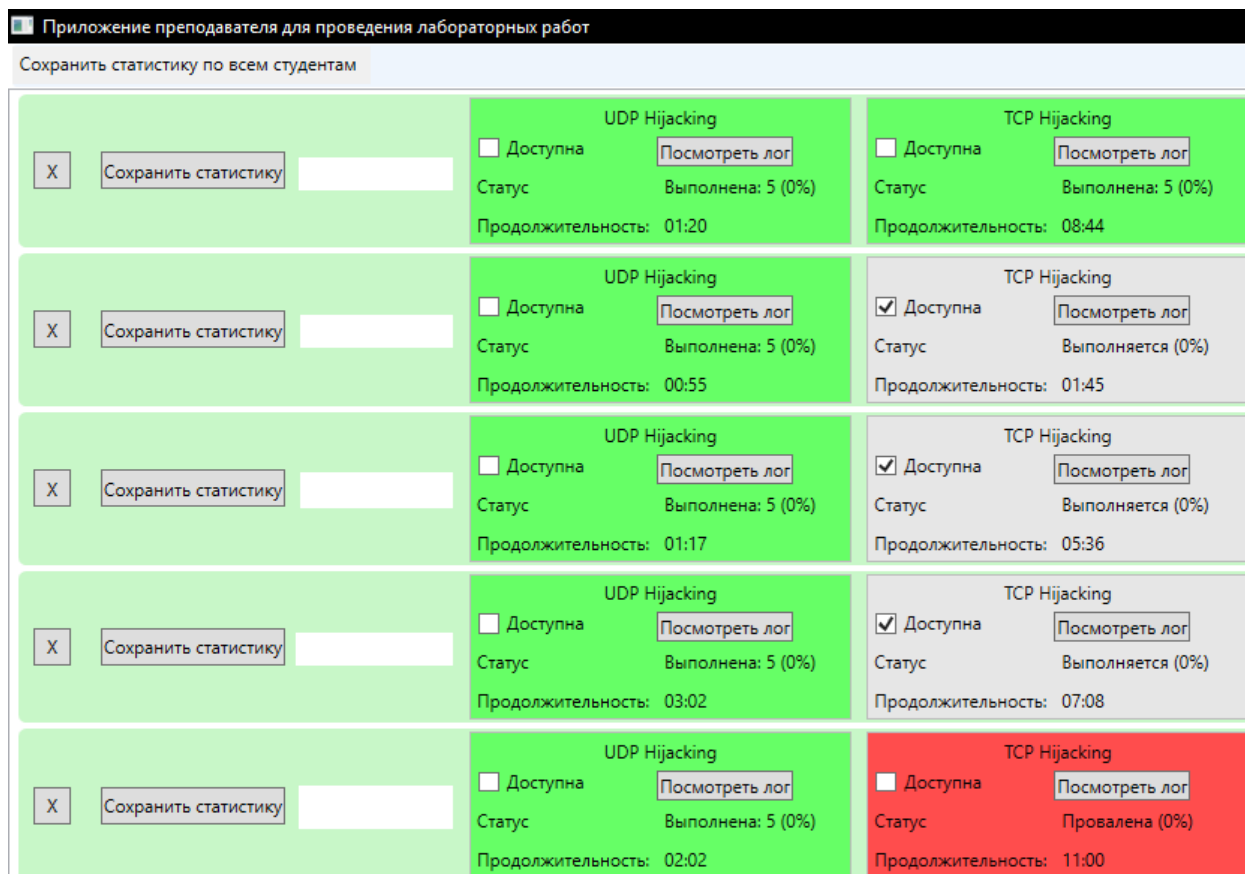 Приложение преподавателя для проведения лабораторных работ
Сохранить статистику по всем студентам
UDP Hijacking TCP Hijacking
Доступна Посмотреть лог Доступна Посмотреть лог
X Сохранить статистику
Статус Выполнена: 5 (0%) Статус Выполнена: 5 (0%)
Продолжительность: 01:20 Продолжительность: 08:44
UDP Hijacking TCP Hijacking
Доступна Посмотреть лог Доступна Посмотреть лог
X Сохранить статистику
Статус Выполнена: 5 (0%) Статус Выполняется (0%)
Продолжительность: 00:55 Продолжительность: 01:45
UDP Hijacking TCP Hijacking
Доступна Посмотреть лог Доступна Посмотреть лог
X Сохранить статистику
Статус Выполнена: 5 (0%) Статус Выполняется (0%)
Продолжительность: 01:17 Продолжительность: 05:36
UDP Hijacking TCP Hijacking
Доступна Посмотреть лог Доступна Посмотреть лог
X Сохранить статистику
Статус Выполнена: 5 (0%) Статус Выполняется (0%)
Продолжительность: 03:02 Продолжительность: 07:08
UDP Hijacking TCP Hijacking
Доступна Посмотреть лог Доступна Посмотреть лог
X Сохранить статистику
Статус Выполнена: 5 (0%) Статус Провалена (0%)
Продолжительность: 02:02 Продолжительность: 11:00